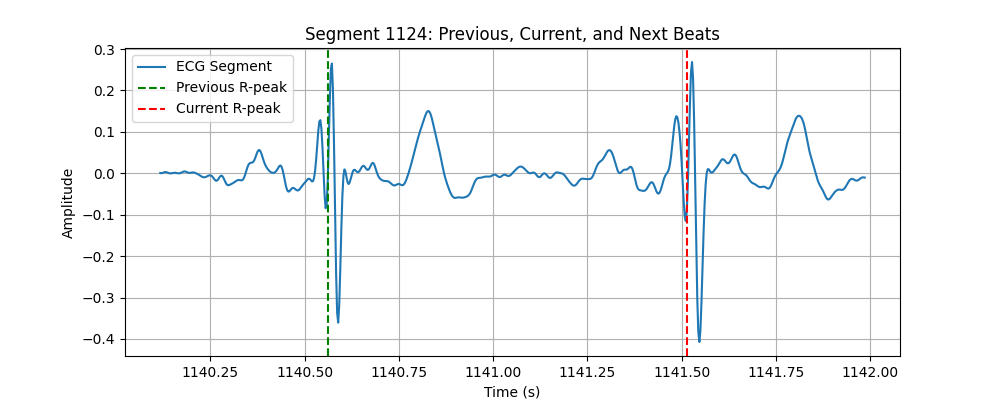 Segment 1124: Previous, Current, and Next Beats
ECG Segment
Previous R-peak
Current R-peak
0.3
0.2
0.1
0.0
−0.1
−0.2
−0.3
−0.4
Amplitude
1140.25 1140.50 1140.75 1141.00 1141.25 1141.50 1141.75 1142.00
Time (s)